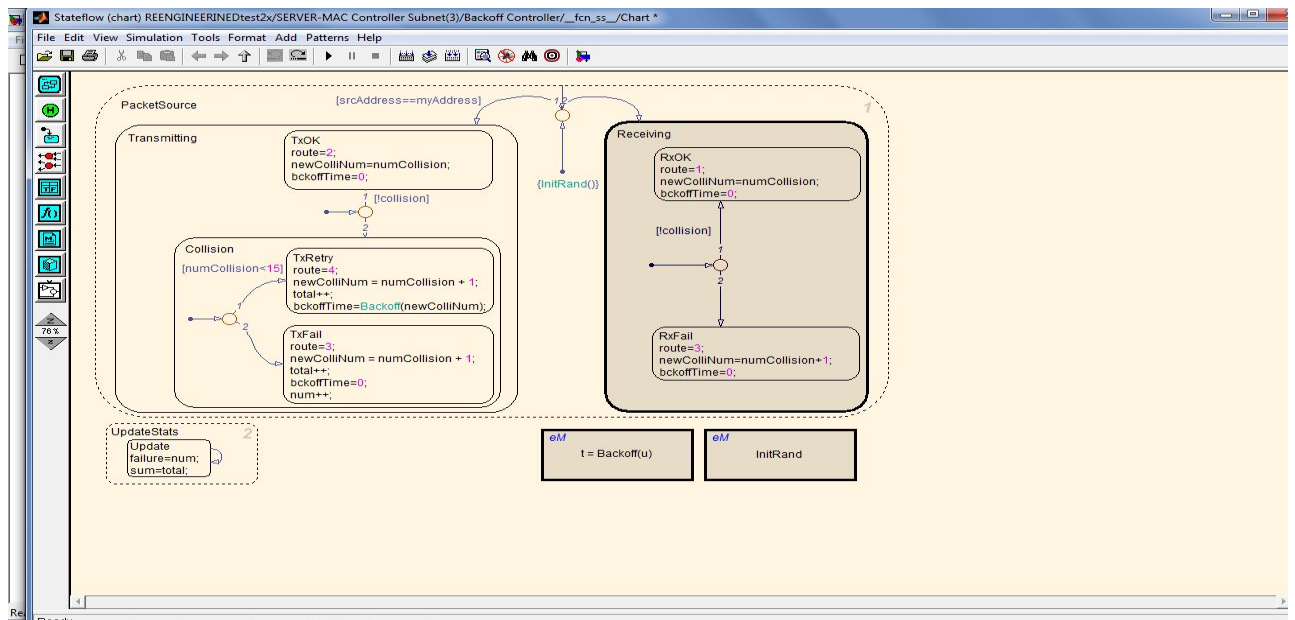 Stateflow (chart) REENGINEERINEDtest2x/SERVER-MAC Controller Subnet(3)/Backoff Controller/__fcn_ss__/Chart *
File Edit View Simulation Tools Format Add Patterns Help
PacketSource
[srcAddress==myAddress]
1
2
1
Transmitting
TxOK
route=2;
newColliNum=numCollision;
bckoffTime=0;
1
[!collision]
2
Collision
[numCollision<15]
1
2
TxRetry
route=4;
newColliNum = numCollision + 1;
total++;
bckoffTime=Backoff(newColliNum);
TxFail
route=3;
newColliNum = numCollision + 1;
total++;
bckoffTime=0;
num++;
{InitRand()}
Receiving
RxOK
route=1;
newColliNum=numCollision;
bckoffTime=0;
[!collision]
1
2
RxFail
route=3;
newColliNum=numCollision+1;
bckoffTime=0;
UpdateStats
2
Update
failure=num;
sum=total;
eM
t = Backoff(u)
eM
InitRand
76%